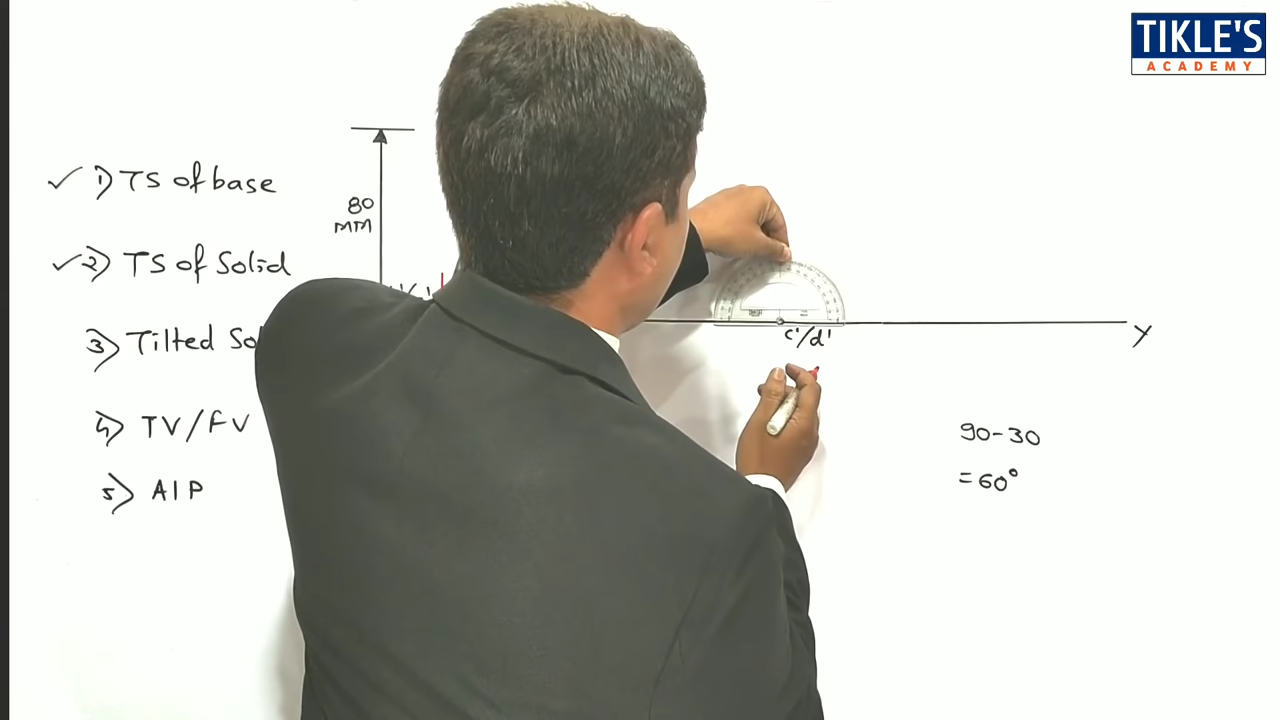 TIKLE'S
ACADEMY
1) TS of base
80
MM
2) TS of Solid
3) Tilted
c'/d'
Y
4) TV/FV
90-30
= 60°
5) AIP